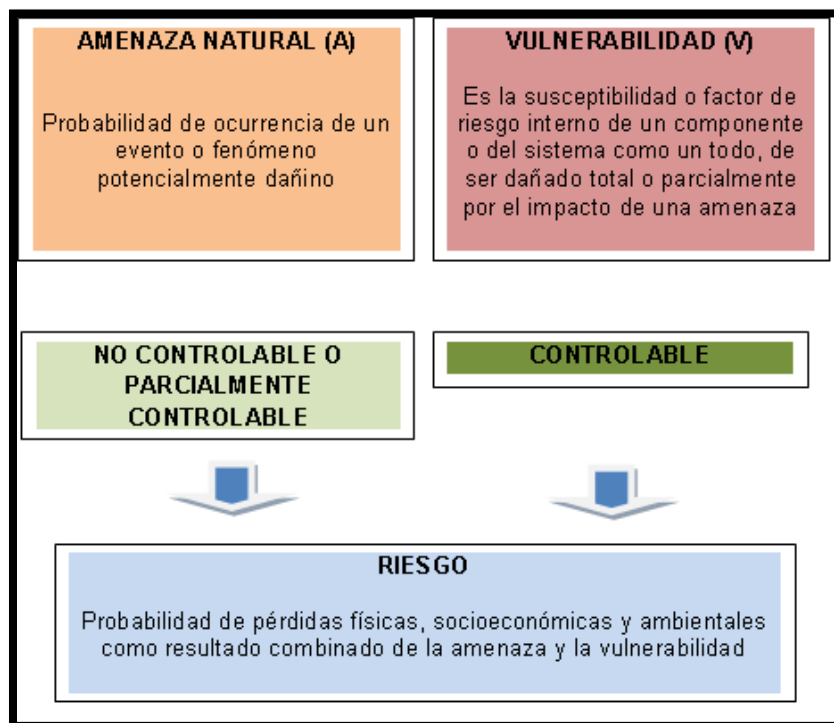 AMENAZA NATURAL (A)
Probabilidad de ocurrencia de un
evento o fenómeno
potencialmente dañino
VULNERABILIDAD (V)
Es la susceptibilidad o factor de
riesgo interno de un componente
o del sistema como un todo, de
ser dañado total o parcialmente
por el impacto de una amenaza
NO CONTROLABLE O
PARCIALMENTE
CONTROLABLE
CONTROLABLE
RIESGO
Probabilidad de pérdidas físicas, socioeconómicas y ambientales
como resultado combinado de la amenaza y la vulnerabilidad